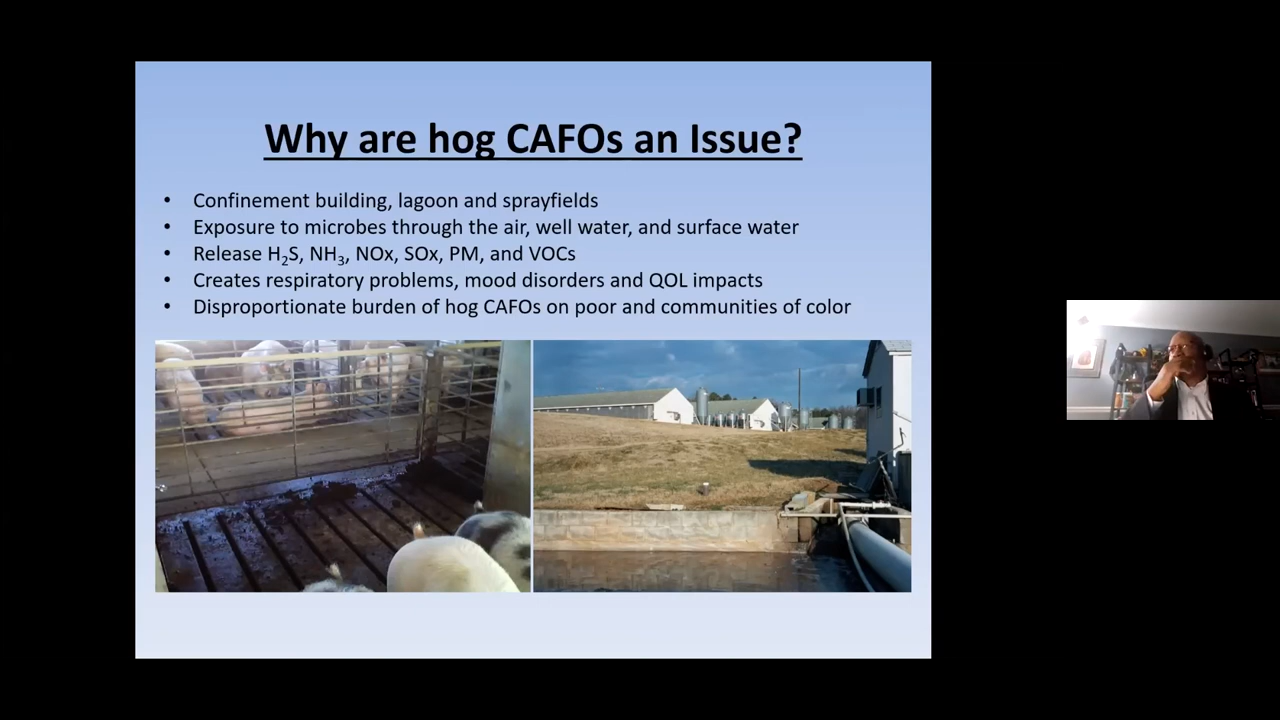 Why are hog CAFOs an Issue?
• Confinement building, lagoon and sprayfields
• Exposure to microbes through the air, well water, and surface water
• Release H₂S, NH₃, NOx, SOx, PM, and VOCs
• Creates respiratory problems, mood disorders and QOL impacts
• Disproportionate burden of hog CAFOs on poor and communities of color